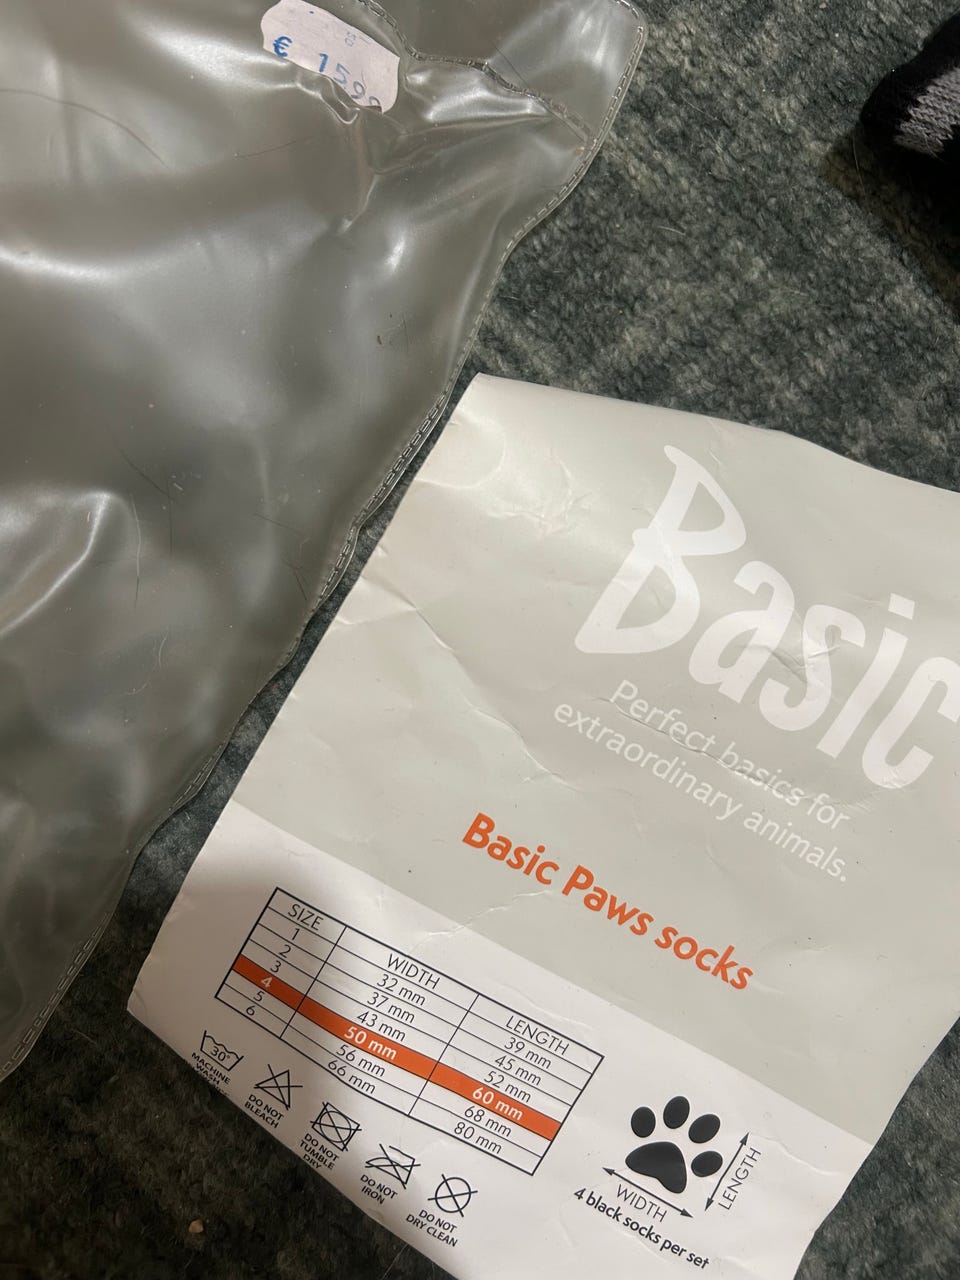 € 15,99
Basic
Perfect basics for
extraordinary animals.
Basic Paws socks
SIZE WIDTH LENGTH
1 32 mm 39 mm
2 37 mm 45 mm
3 43 mm 52 mm
4 50 mm 60 mm
5 56 mm 68 mm
6 66 mm 80 mm
30°
MACHINE
WASH
DO NOT
BLEACH
DO NOT
TUMBLE
DRY
DO NOT
IRON
DO NOT
DRY CLEAN
WIDTH
LENGTH
4 black socks per set